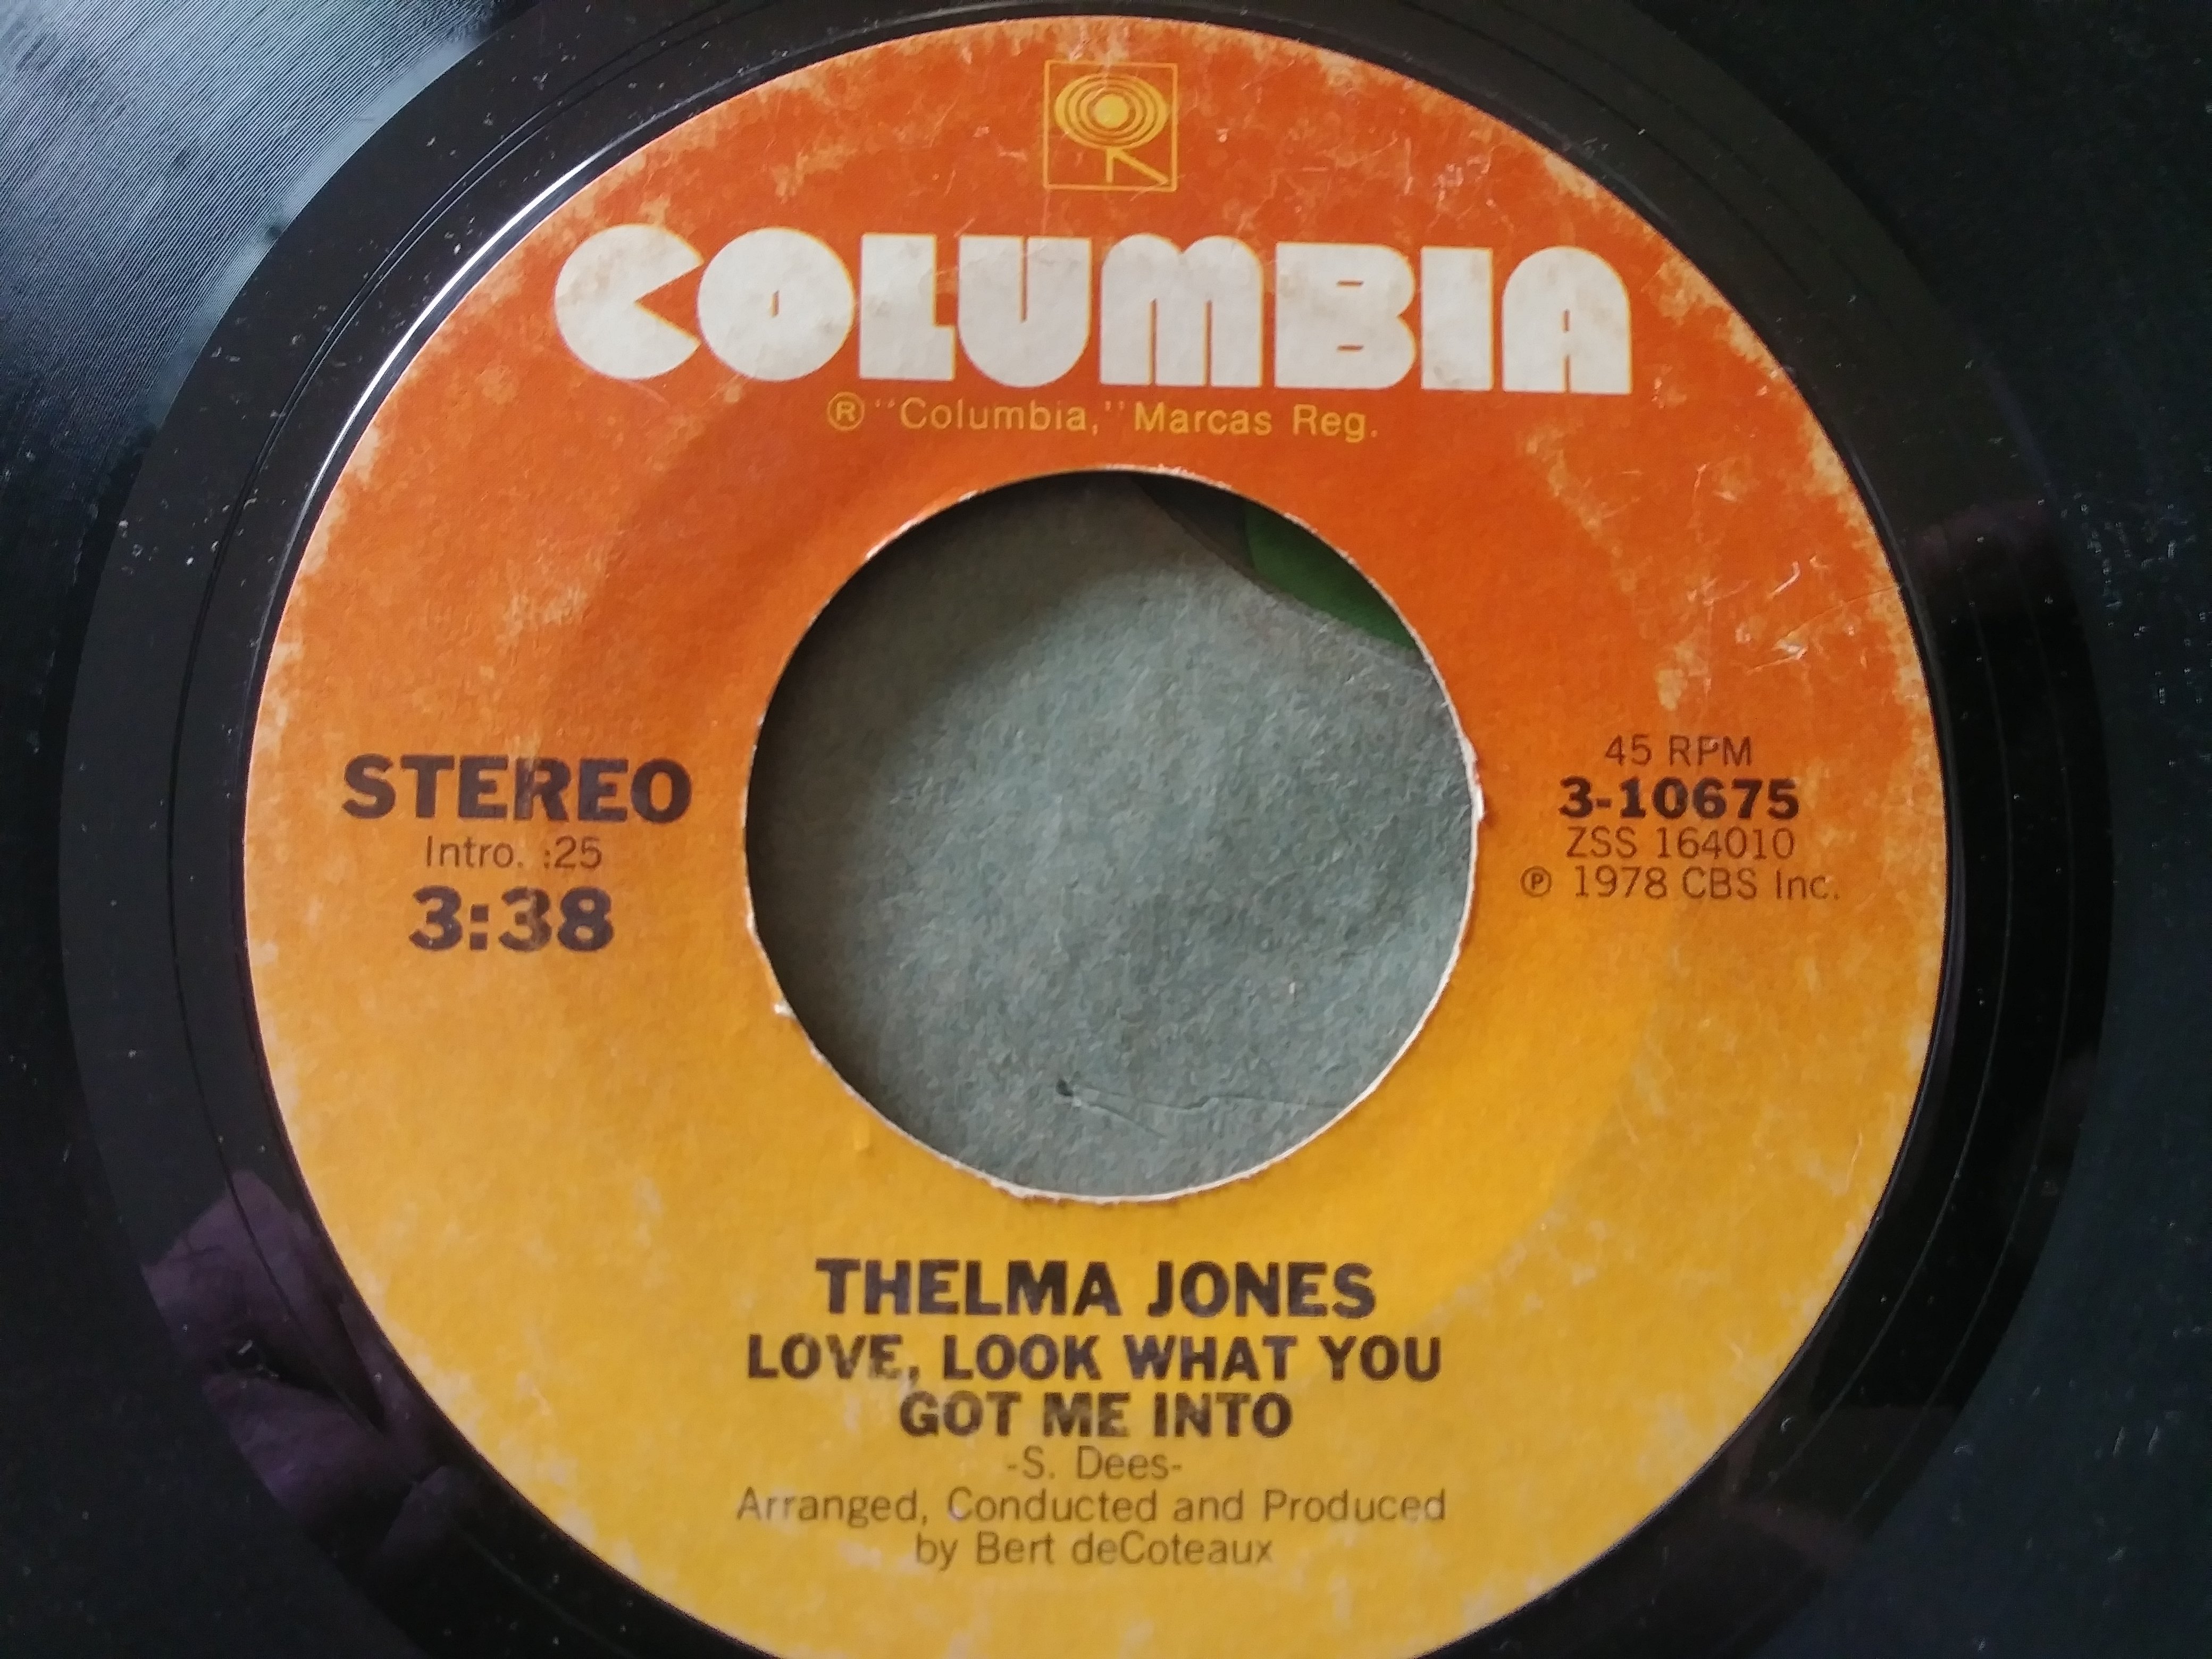 COLUMBIA
® "Columbia," Marcas Reg.
STEREO
Intro. :25
3:38
45 RPM
3-10675
ZSS 164010
℗ 1978 CBS Inc.
THELMA JONES
LOVE, LOOK WHAT YOU
GOT ME INTO
-S. Dees-
Arranged, Conducted and Produced
by Bert deCoteaux